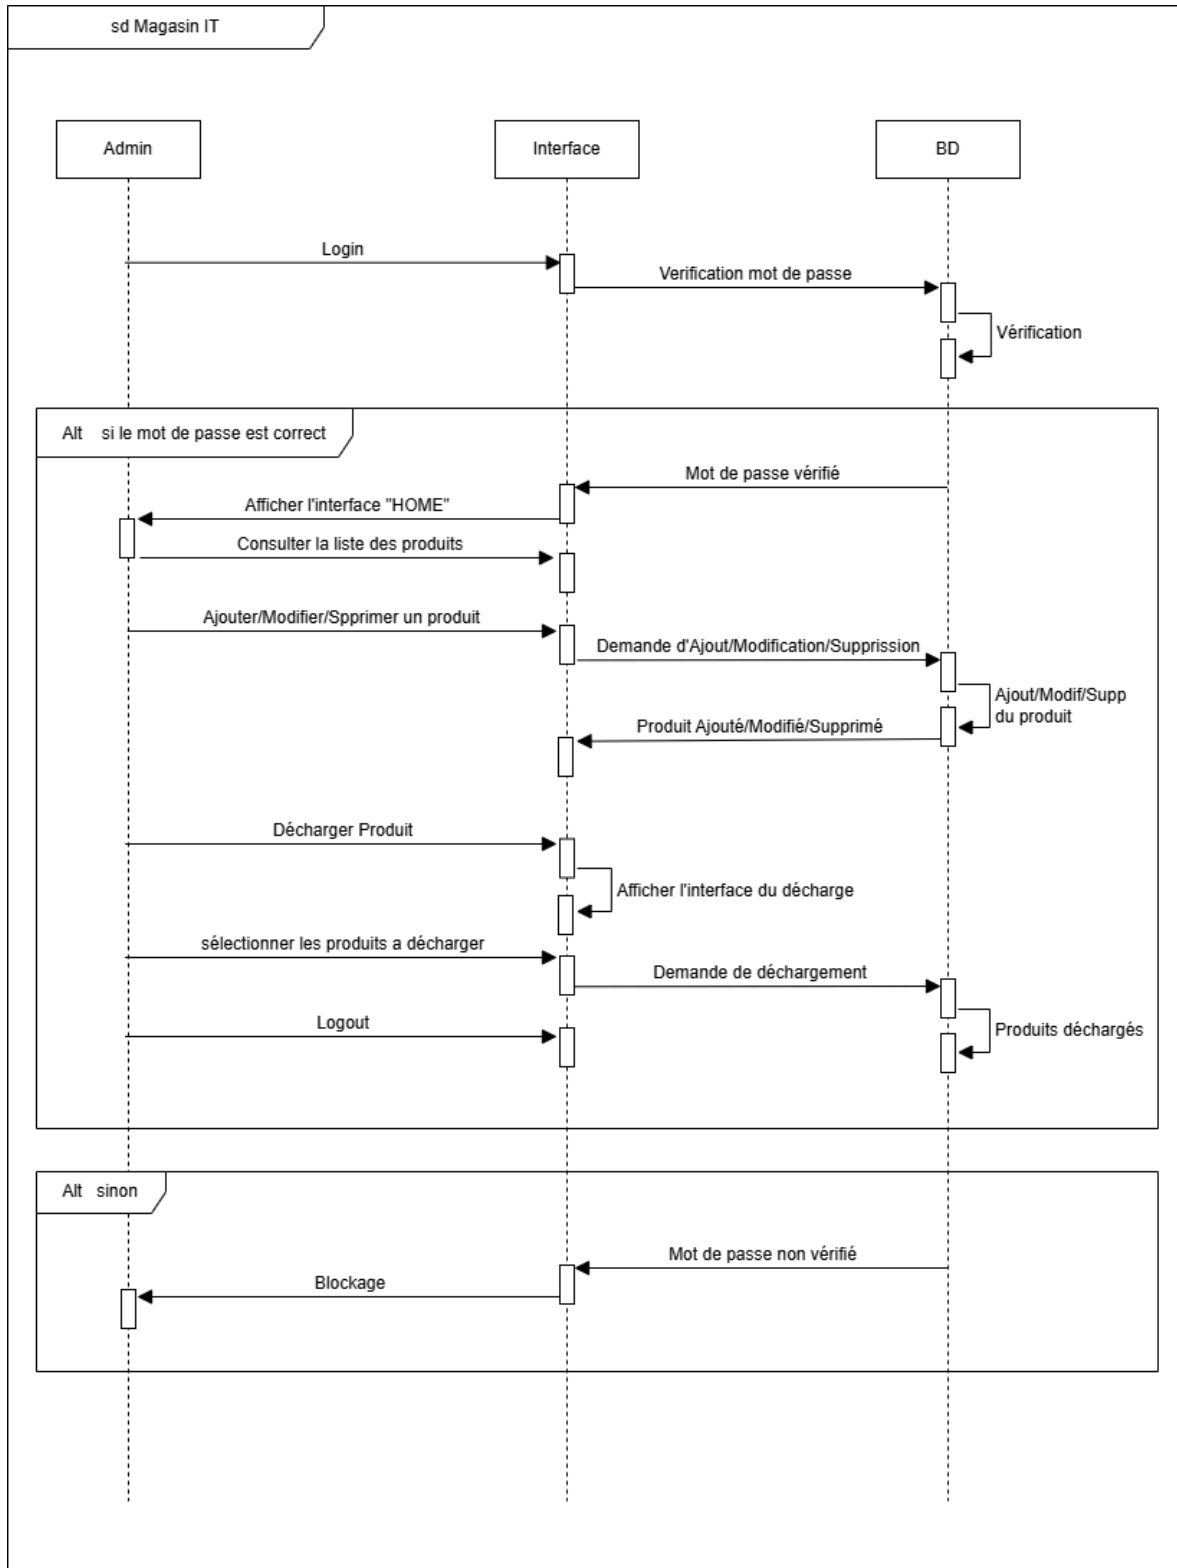 sd Magasin IT
Admin
Interface
BD
Login
Verification mot de passe
Vérification
Alt si le mot de passe est correct
Mot de passe vérifié
Afficher l'interface "HOME"
Consulter la liste des produits
Ajouter/Modifier/Spprimer un produit
Demande d'Ajout/Modification/Supprission
Ajout/Modif/Supp
du produit
Produit Ajouté/Modifié/Supprimé
Décharger Produit
Afficher l'interface du décharge
sélectionner les produits a décharger
Demande de déchargement
Logout
Produits déchargés
Alt sinon
Mot de passe non vérifié
Blockage